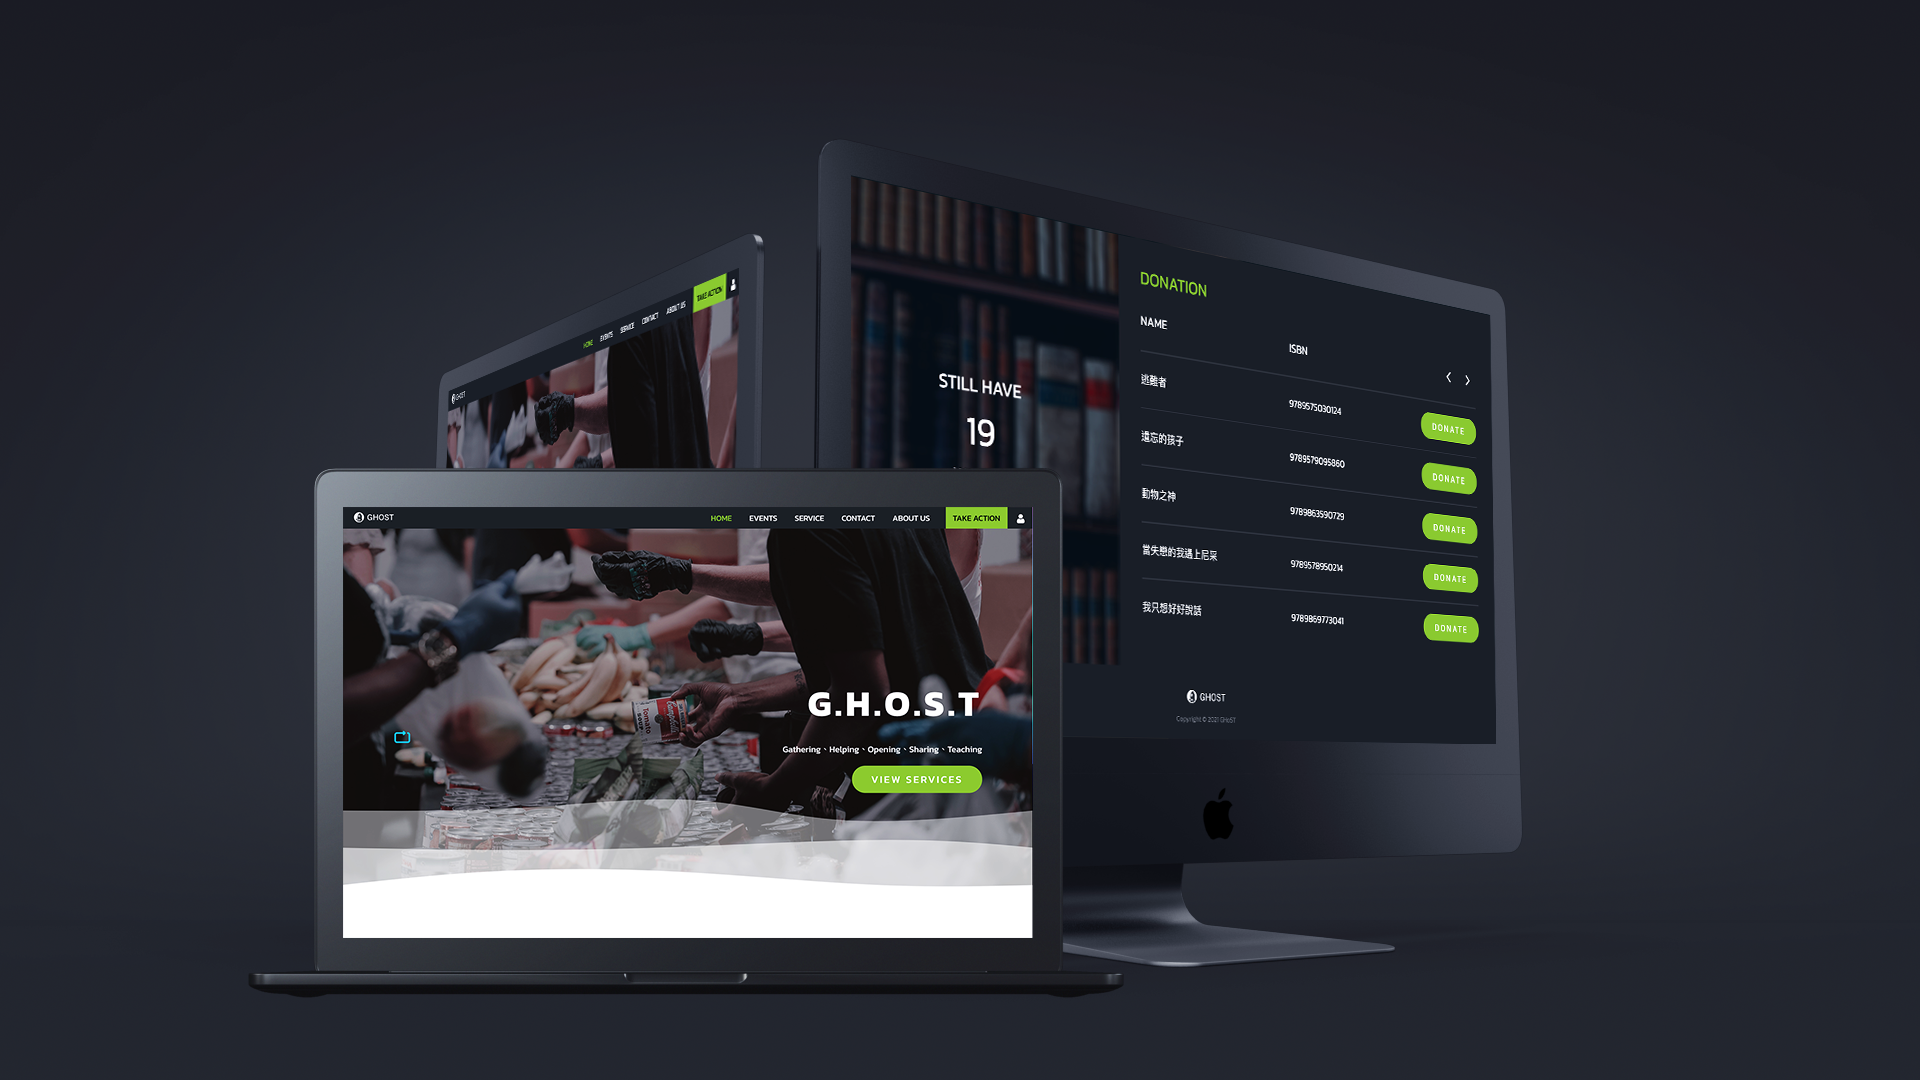 GHOST
HOME EVENTS SERVICE CONTACT ABOUT US TAKE ACTION
GHOST
HOME EVENTS SERVICE CONTACT ABOUT US TAKE ACTION
G.H.O.S.T
Gathering、Helping、Opening、Sharing、Teaching
VIEW SERVICES
Tomato
STILL HAVE
19
DONATION
NAME ISBN
逃難者 9789575030124 DONATE
遺忘的孩子 9789579095860 DONATE
動物之神 9789863590729 DONATE
當失戀的我遇上尼采 9789578950214 DONATE
我只想好好說話 9789869773041 DONATE
GHOST
Copyright © 2021 GHoST